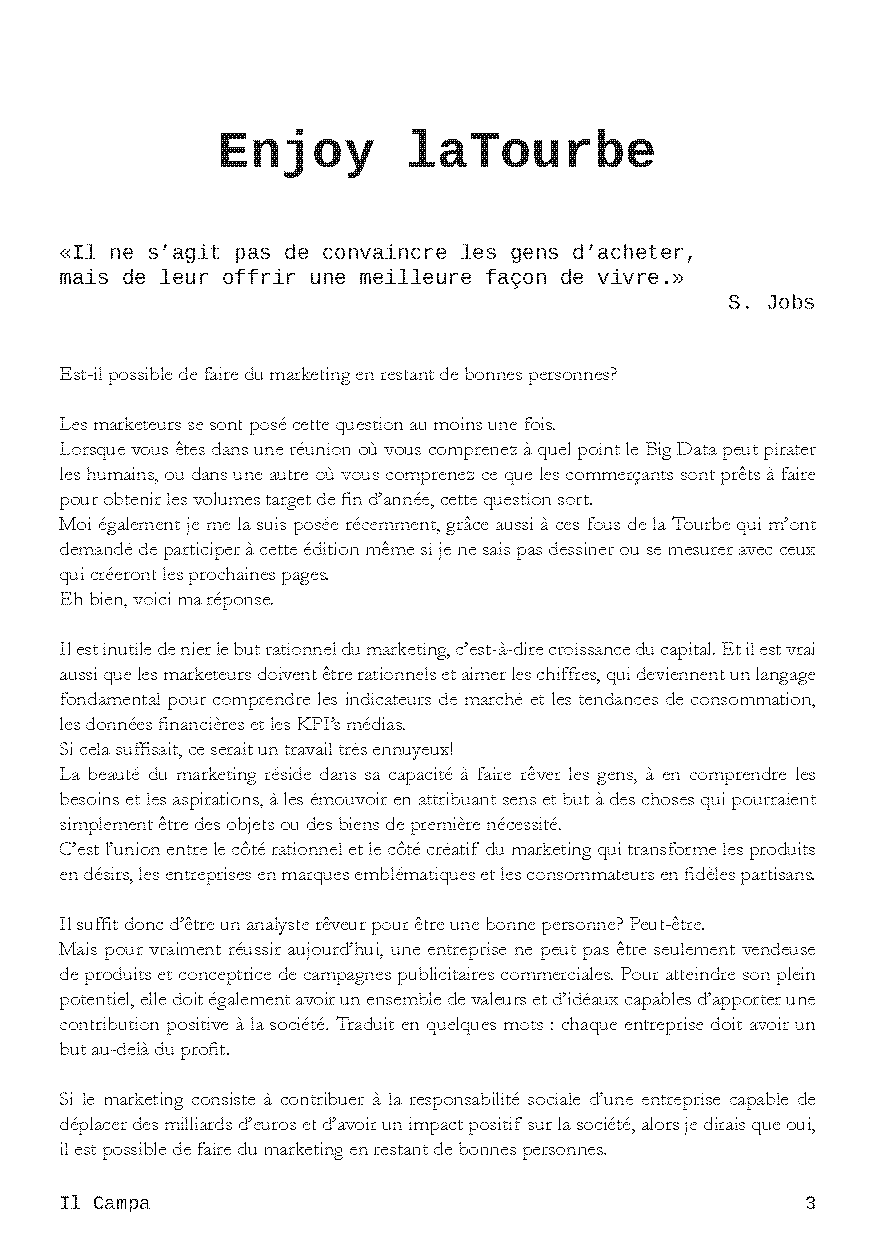 Enjoy laTourbe
«Il ne s’agit pas de convaincre les gens d’acheter,
mais de leur offrir une meilleure façon de vivre.»
S. Jobs
Est-il possible de faire du marketing en restant de bonnes personnes?
Les marketeurs se sont posé cette question au moins une fois.
Lorsque vous êtes dans une réunion où vous comprenez à quel point le Big Data peut pirater
les humains, ou dans une autre où vous comprenez ce que les commerçants sont prêts à faire
pour obtenir les volumes target de fin d’année, cette question sort.
Moi également je me la suis posée récemment, grâce aussi à ces fous de la Tourbe qui m’ont
demandé de participer à cette édition même si je ne sais pas dessiner ou se mesurer avec ceux
qui créeront les prochaines pages.
Eh bien, voici ma réponse.
Il est inutile de nier le but rationnel du marketing, c’est-à-dire croissance du capital. Et il est vrai
aussi que les marketeurs doivent être rationnels et aimer les chiffres, qui deviennent un langage
fondamental pour comprendre les indicateurs de marché et les tendances de consommation,
les données financières et les KPI’s médias.
Si cela suffisait, ce serait un travail très ennuyeux!
La beauté du marketing réside dans sa capacité à faire rêver les gens, à en comprendre les
besoins et les aspirations, à les émouvoir en attribuant sens et but à des choses qui pourraient
simplement être des objets ou des biens de première nécessité.
C’est l’union entre le côté rationnel et le côté créatif du marketing qui transforme les produits
en désirs, les entreprises en marques emblématiques et les consommateurs en fidèles partisans.
Il suffit donc d’être un analyste rêveur pour être une bonne personne? Peut-être.
Mais pour vraiment réussir aujourd’hui, une entreprise ne peut pas être seulement vendeuse
de produits et conceptrice de campagnes publicitaires commerciales. Pour atteindre son plein
potentiel, elle doit également avoir un ensemble de valeurs et d’idéaux capables d’apporter une
contribution positive à la société. Traduit en quelques mots : chaque entreprise doit avoir un
but au-delà du profit.
Si le marketing consiste à contribuer à la responsabilité sociale d’une entreprise capable de
déplacer des milliards d’euros et d’avoir un impact positif sur la société, alors je dirais que oui,
il est possible de faire du marketing en restant de bonnes personnes.
Il Campa 3